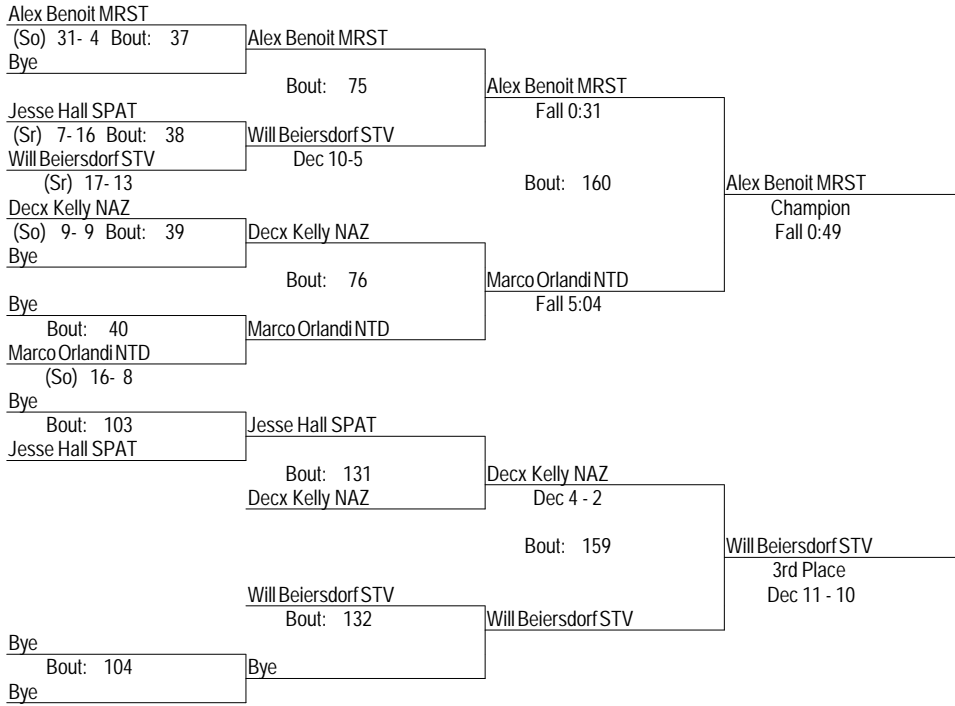 Alex Benoit MRST
(So) 31- 4 Bout: 37
Alex Benoit MRST
Bye
Bout: 75
Alex Benoit MRST
Jesse Hall SPAT
Fall 0:31
(Sr) 7- 16 Bout: 38
Will Beiersdorf STV
Will Beiersdorf STV
Dec 10-5
(Sr) 17- 13
Bout: 160
Alex Benoit MRST
Decx Kelly NAZ
Champion
(So) 9- 9 Bout: 39
Decx Kelly NAZ
Fall 0:49
Bye
Bout: 76
Marco Orlandi NTD
Bye
Fall 5:04
Bout: 40
Marco Orlandi NTD
Marco Orlandi NTD
(So) 16- 8
Bye
Bout: 103
Jesse Hall SPAT
Jesse Hall SPAT
Bout: 131
Decx Kelly NAZ
Decx Kelly NAZ
Dec 4 - 2
Bout: 159
Will Beiersdorf STV
3rd Place
Will Beiersdorf STV
Dec 11 - 10
Bout: 132
Will Beiersdorf STV
Bye
Bout: 104
Bye
Bye